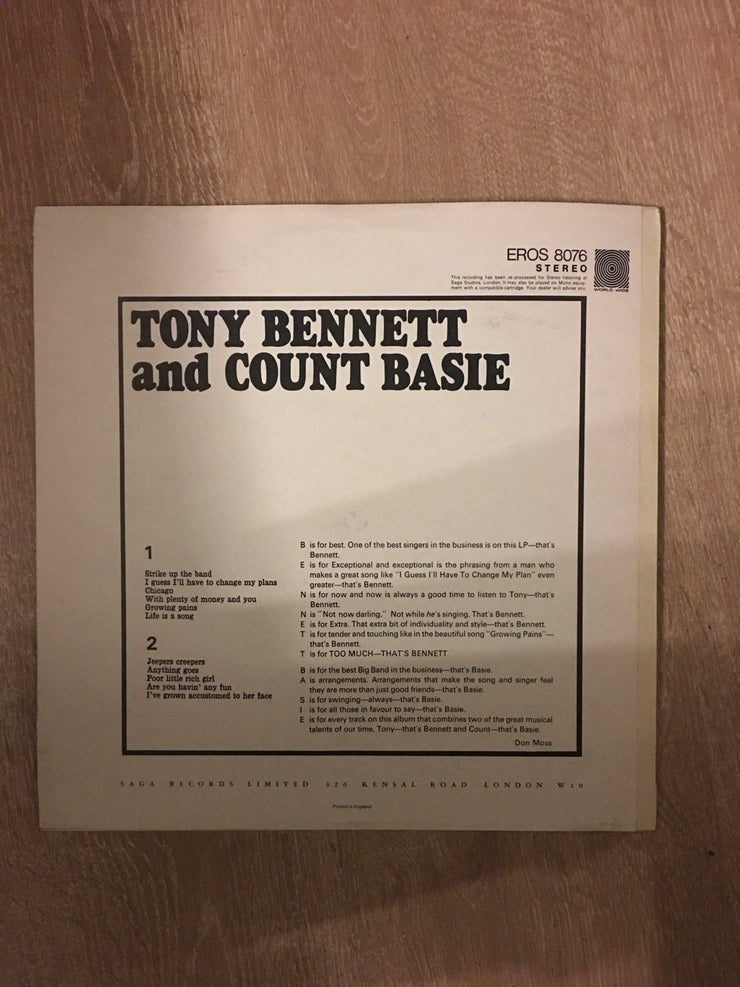 EROS 8076
STEREO
This recording has been re-processed for Stereo listening at
Saga Studios, London. It may also be played on Mono equip-
ment with a compatible cartridge. Your dealer will advise you.
WORLD WIDE
TONY BENNETT
and COUNT BASIE
1
Strike up the band
I guess I'll have to change my plans
Chicago
With plenty of money and you
Growing pains
Life is a song
2
Jeepers creepers
Anything goes
Poor little rich girl
Are you havin' any fun
I've grown accustomed to her face
B is for best. One of the best singers in the business is on this LP—that's
Bennett.
E is for Exceptional and exceptional is the phrasing from a man who
makes a great song like "I Guess I'll Have To Change My Plan" even
greater—that's Bennett.
N is for now and now is always a good time to listen to Tony—that's
Bennett.
N is "Not now darling." Not while he's singing, That's Bennett.
E is for Extra. That extra bit of individuality and style—that's Bennett.
T is for tender and touching like in the beautiful song "Growing Pains"—
that's Bennett.
T is for TOO MUCH—THAT'S BENNETT.
B is for the best Big Band in the business—that's Basie.
A is arrangements. Arrangements that make the song and singer feel
they are more than just good friends—that's Basie.
S is for swinging—always—that's Basie.
I is for all those in favour to say—that's Basie.
E is for every track on this album that combines two of the great musical
talents of our time. Tony—that's Bennett and Count—that's Basie.
Don Moss
SAGA RECORDS LIMITED 326 KENSAL ROAD LONDON W10
Printed in England